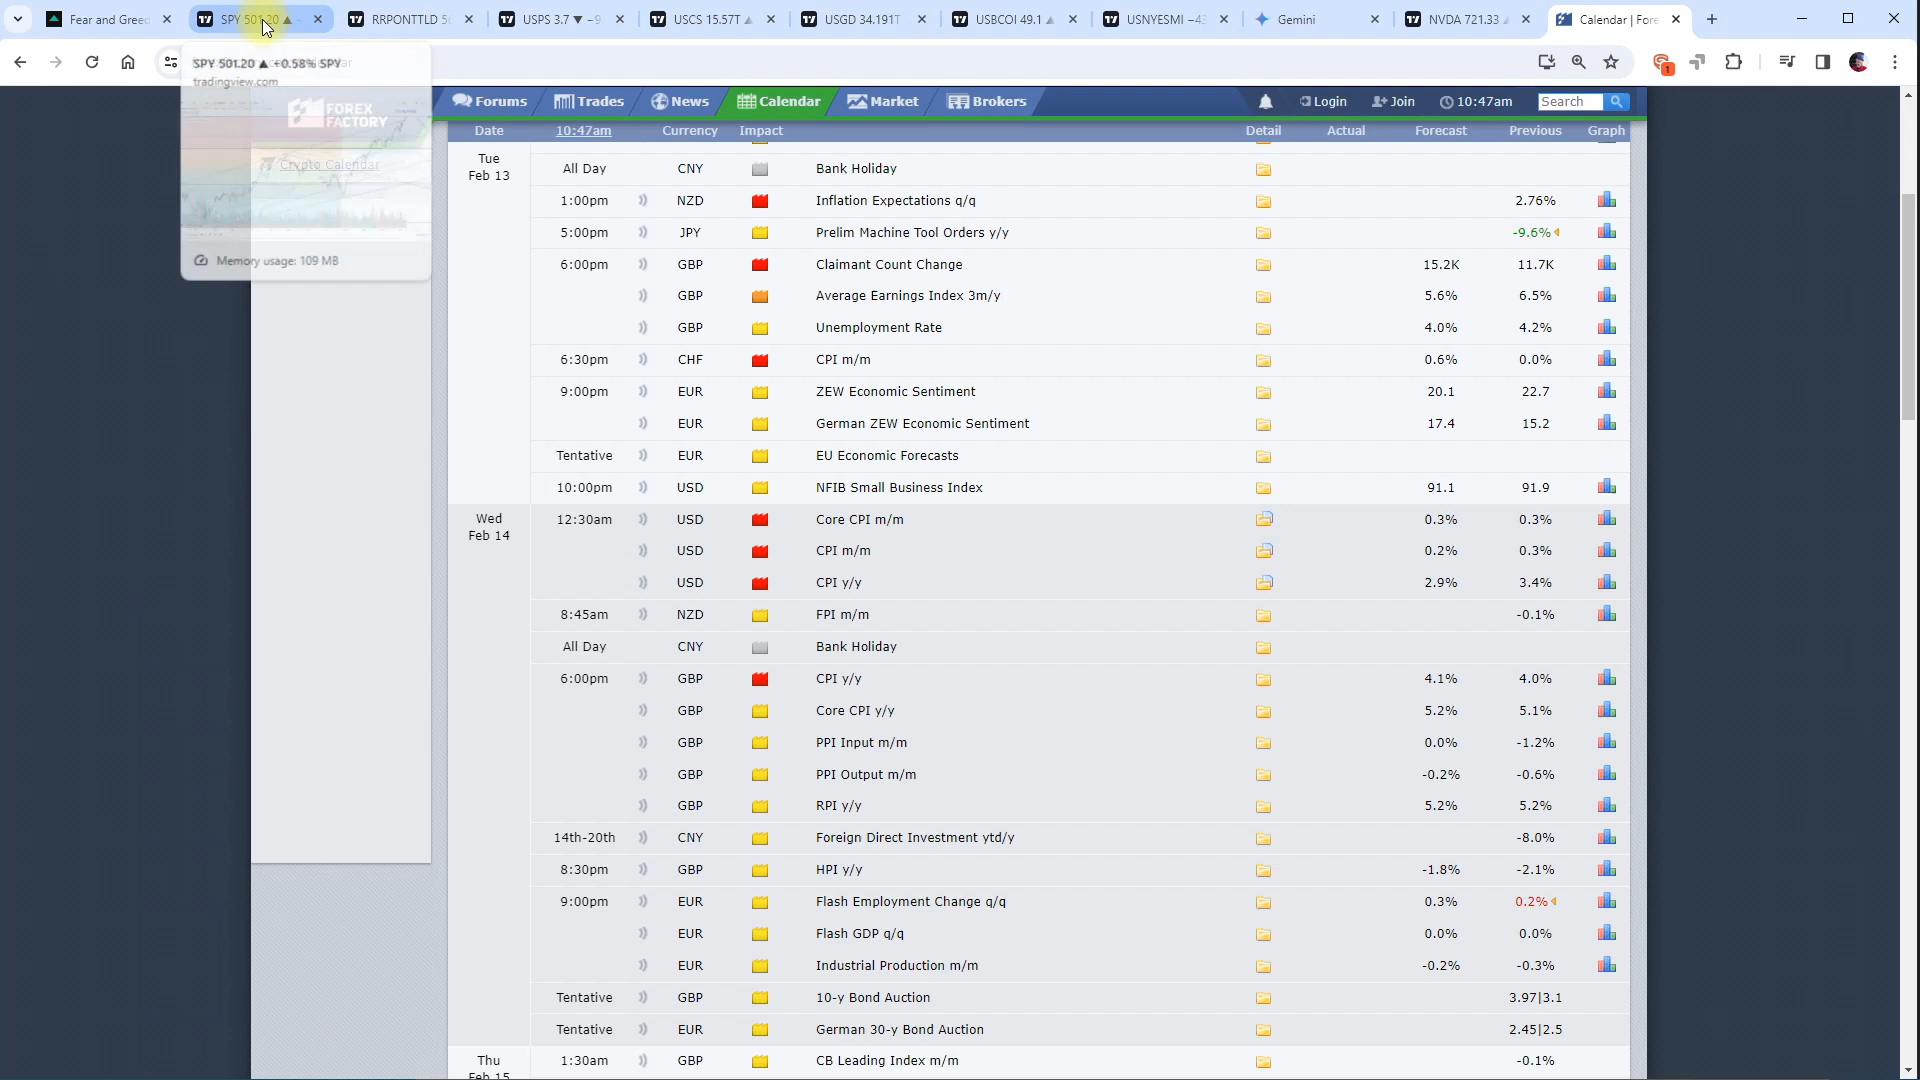 Fear and Greed
SPY 501.20 ▲
RRPONTTLD 56
USPS 3.7 ▼ −9
USCS 15.57T ▲
USGD 34.191T
USBCOI 49.1 ▲
USNYESMI −43
Gemini
NVDA 721.33
Calendar | Fore
SPY 501.20 ▲ +0.58% SPY
tradingview.com
FOREX
FACTORY
Crypto Calendar
Memory usage: 109 MB
1
Forums Trades News Calendar Market Brokers Login Join 10:47am Search
Date 10:47am Currency Impact Detail Actual Forecast Previous Graph
Tue
Feb 13
All Day CNY Bank Holiday
1:00pm NZD Inflation Expectations q/q 2.76%
5:00pm JPY Prelim Machine Tool Orders y/y -9.6%
6:00pm GBP Claimant Count Change 15.2K 11.7K
GBP Average Earnings Index 3m/y 5.6% 6.5%
GBP Unemployment Rate 4.0% 4.2%
6:30pm CHF CPI m/m 0.6% 0.0%
9:00pm EUR ZEW Economic Sentiment 20.1 22.7
EUR German ZEW Economic Sentiment 17.4 15.2
Tentative EUR EU Economic Forecasts
10:00pm USD NFIB Small Business Index 91.1 91.9
Wed
Feb 14
12:30am USD Core CPI m/m 0.3% 0.3%
USD CPI m/m 0.2% 0.3%
USD CPI y/y 2.9% 3.4%
8:45am NZD FPI m/m -0.1%
All Day CNY Bank Holiday
6:00pm GBP CPI y/y 4.1% 4.0%
GBP Core CPI y/y 5.2% 5.1%
GBP PPI Input m/m 0.0% -1.2%
GBP PPI Output m/m -0.2% -0.6%
GBP RPI y/y 5.2% 5.2%
14th-20th CNY Foreign Direct Investment ytd/y -8.0%
8:30pm GBP HPI y/y -1.8% -2.1%
9:00pm EUR Flash Employment Change q/q 0.3% 0.2%
EUR Flash GDP q/q 0.0% 0.0%
EUR Industrial Production m/m -0.2% -0.3%
Tentative GBP 10-y Bond Auction 3.97|3.1
Tentative EUR German 30-y Bond Auction 2.45|2.5
Thu
Feb 15
1:30am GBP CB Leading Index m/m -0.1%